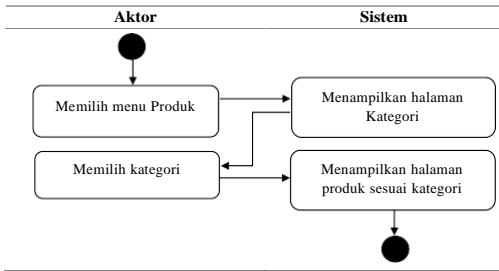 Aktor
Sistem
Memilih menu Produk
Menampilkan halaman
Kategori
Memilih kategori
Menampilkan halaman
produk sesuai kategori